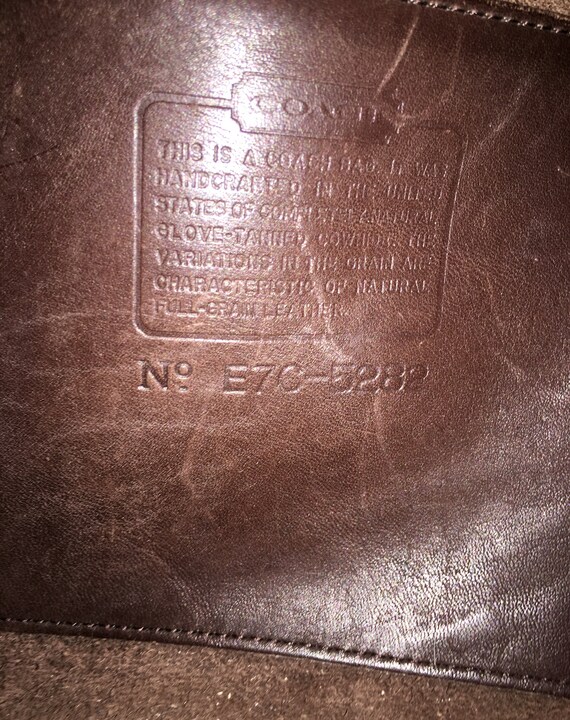 COACH
THIS IS A COACH BAG. IT WAS
HANDCRAFTED IN THE UNITED
STATES OF COMPLETELY NATURAL
GLOVE-TANNED COWHIDE. THE
VARIATIONS IN THE GRAIN ARE
CHARACTERISTIC OF NATURAL
FULL-GRAIN LEATHER.
Nº E7C-5282